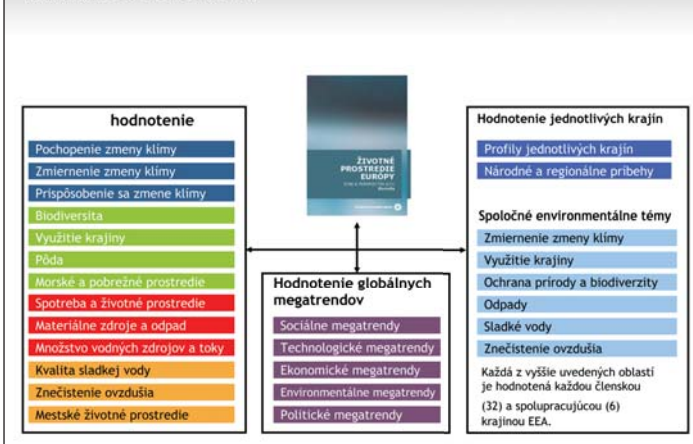 hodnotenie
Pochopenie zmeny klímy
Zmiernenie zmeny klímy
Prispôsobenie sa zmene klímy
Biodiversita
Využitie krajiny
Pôda
Morské a pobrežné prostredie
Spotreba a životné prostredie
Materiálne zdroje a odpad
Množstvo vodných zdrojov a toky
Kvalita sladkej vody
Znečistenie ovzdušia
Mestské životné prostredie
ŽIVOTNÉ
PROSTREDIE
EURÓPY
Hodnotenie globálnych
megatrendov
Sociálne megatrendy
Technologické megatrendy
Ekonomické megatrendy
Environmentálne megatrendy
Politické megatrendy
Hodnotenie jednotlivých krajín
Profily jednotlivých krajín
Národné a regionálne príbehy
Spoločné environmentálne témy
Zmiernenie zmeny klímy
Využitie krajiny
Ochrana prírody a biodiverzity
Odpady
Sladké vody
Znečistenie ovzdušia
Každá z vyššie uvedených oblastí
je hodnotená každou členskou
(32) a spolupracujúcou (6)
krajinou EEA.